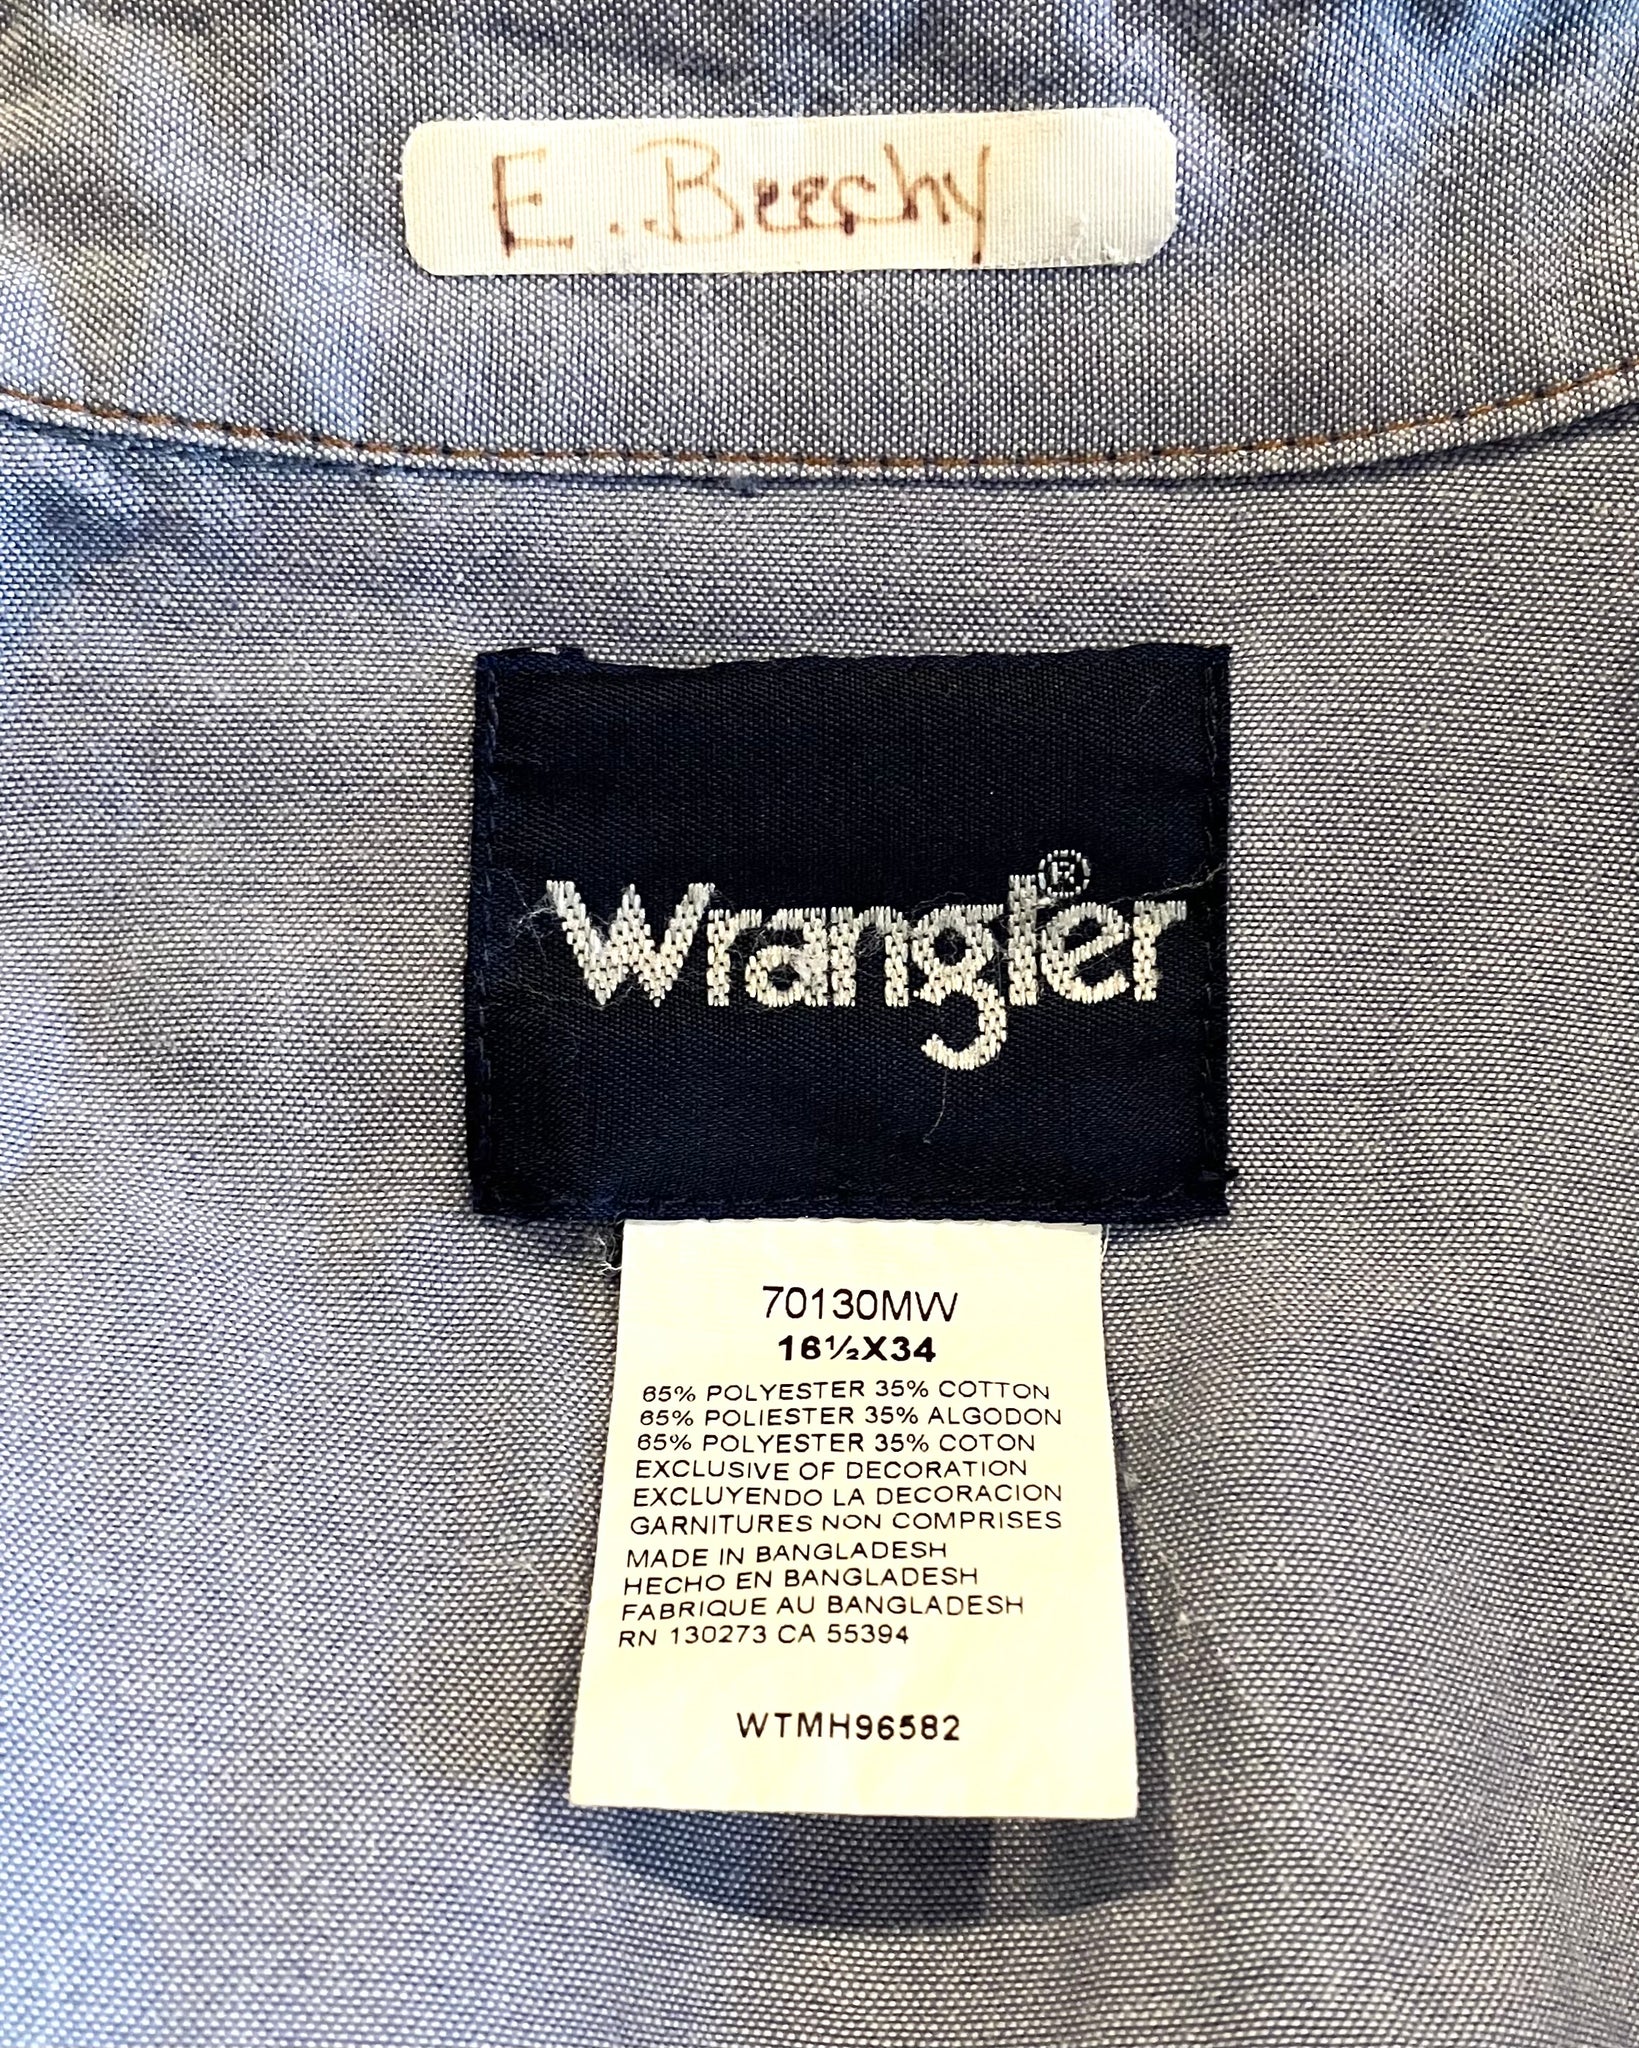 E. Beechy
Wrangler®
70130MW
16½X34
65% POLYESTER 35% COTTON
65% POLIESTER 35% ALGODON
65% POLYESTER 35% COTON
EXCLUSIVE OF DECORATION
EXCLUYENDO LA DECORACION
GARNITURES NON COMPRISES
MADE IN BANGLADESH
HECHO EN BANGLADESH
FABRIQUE AU BANGLADESH
RN 130273 CA 55394
WTMH96582